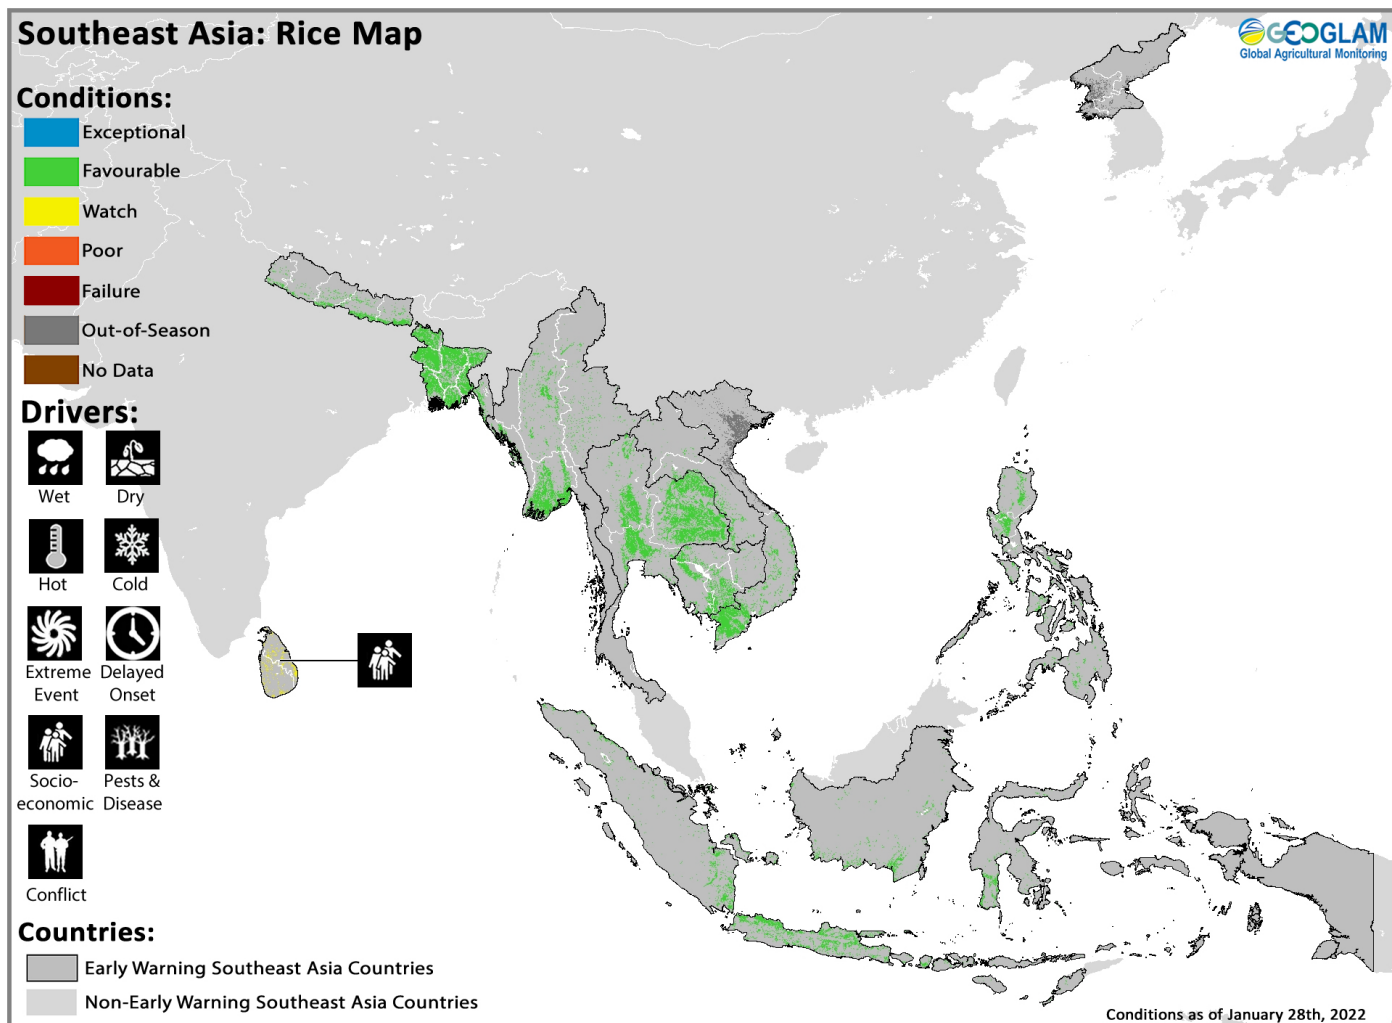 Southeast Asia: Rice Map
GEOGLAM
Global Agricultural Monitoring
Conditions:
Exceptional
Favourable
Watch
Poor
Failure
Out-of-Season
No Data
Drivers:
Wet
Dry
Hot
Cold
Extreme
Event
Delayed
Onset
Socio-
economic
Pests &
Disease
Conflict
Countries:
Early Warning Southeast Asia Countries
Non-Early Warning Southeast Asia Countries
Conditions as of January 28th, 2022